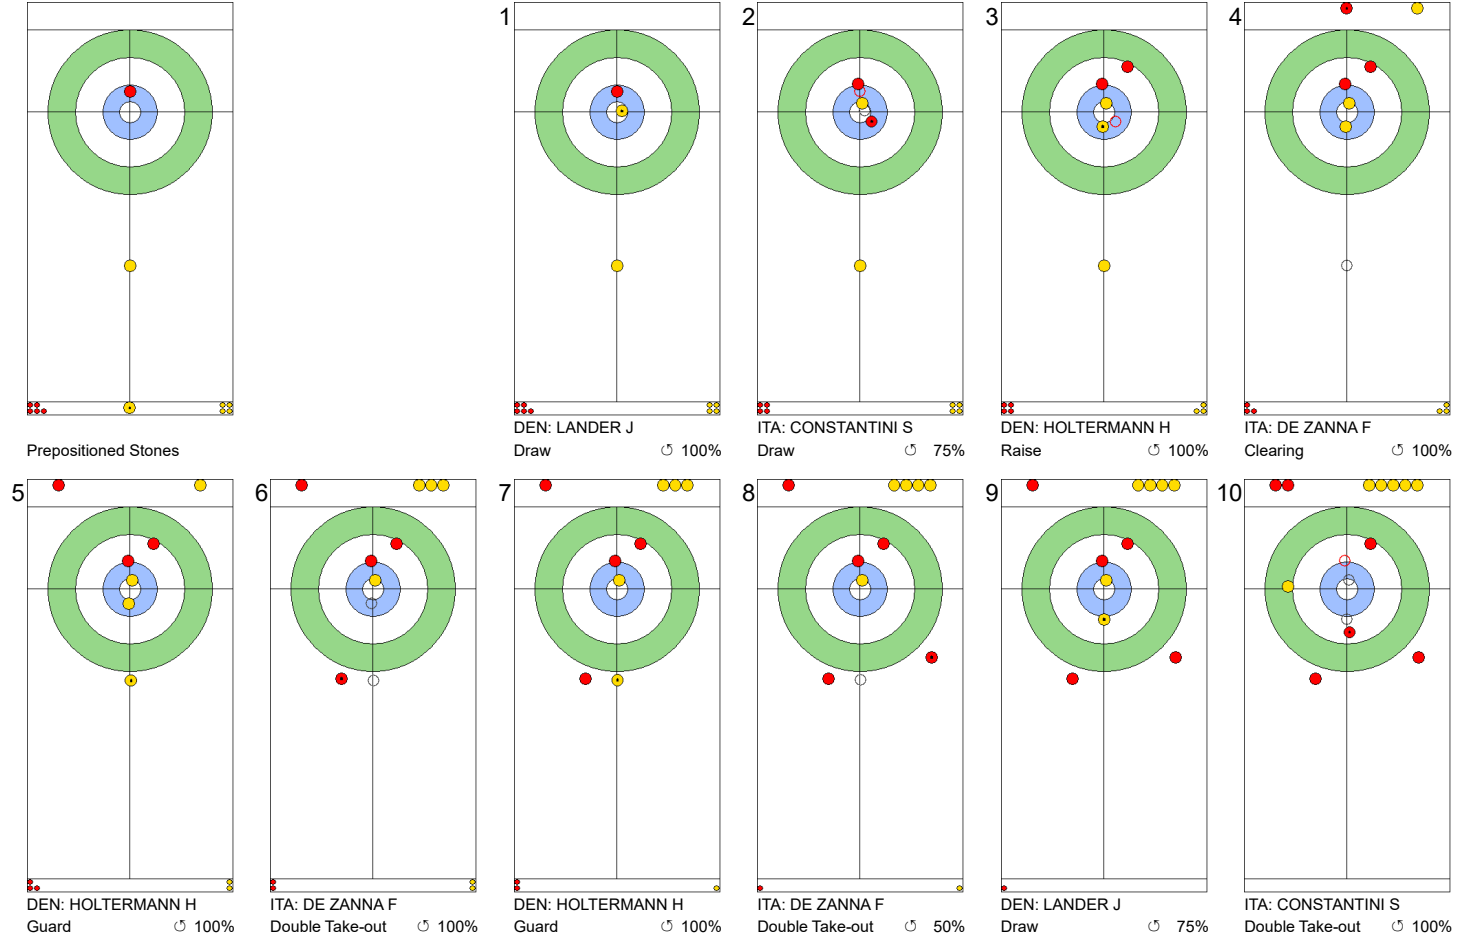 1
2
3
4
Prepositioned Stones
DEN: LANDER J
Draw ↺ 100%
ITA: CONSTANTINI S
Draw ↺ 75%
DEN: HOLTERMANN H
Raise ↺ 100%
ITA: DE ZANNA F
Clearing ↺ 100%
5
6
7
8
9
10
DEN: HOLTERMANN H
Guard ↺ 100%
ITA: DE ZANNA F
Double Take-out ↺ 100%
DEN: HOLTERMANN H
Guard ↺ 100%
ITA: DE ZANNA F
Double Take-out ↺ 50%
DEN: LANDER J
Draw ↺ 75%
ITA: CONSTANTINI S
Double Take-out ↺ 100%